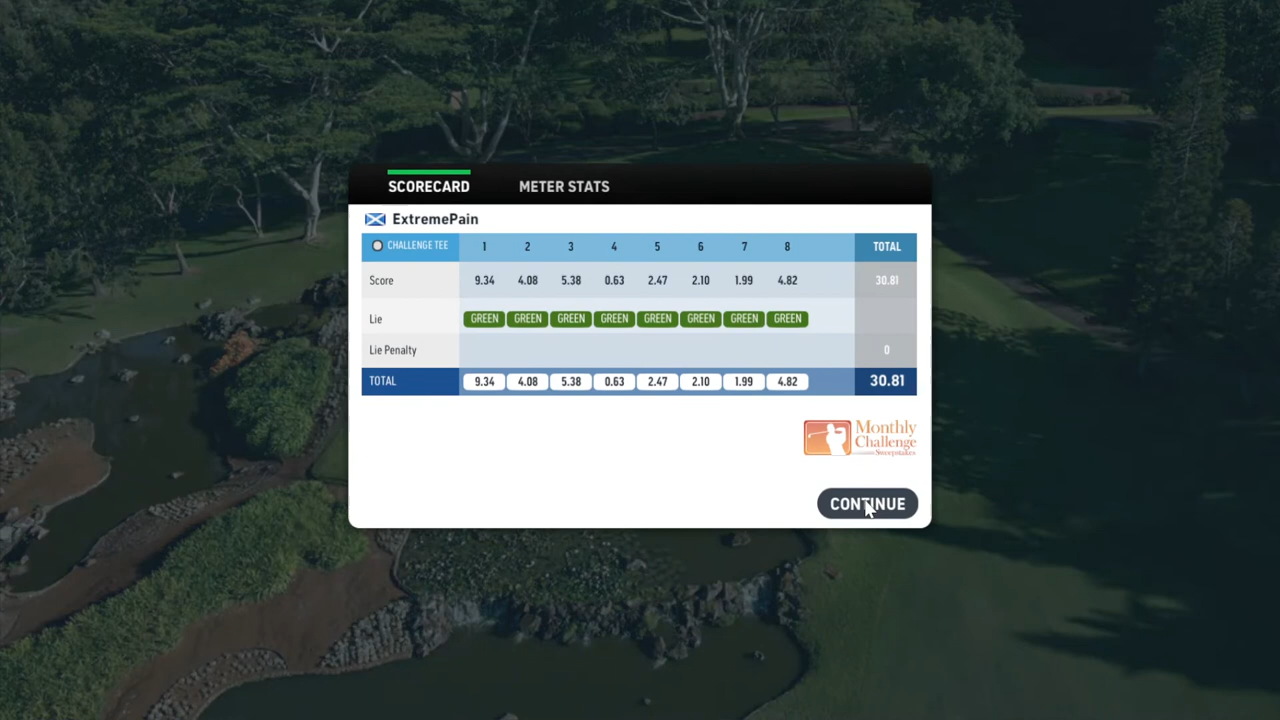 SCORECARD METER STATS
ExtremePain
CHALLENGE TEE 1 2 3 4 5 6 7 8 TOTAL
Score 9.34 4.08 5.38 0.63 2.47 2.10 1.99 4.82 30.81
Lie GREEN GREEN GREEN GREEN GREEN GREEN GREEN GREEN
Lie Penalty 0
TOTAL 9.34 4.08 5.38 0.63 2.47 2.10 1.99 4.82 30.81
Monthly
Challenge
Sweepstakes
CONTINUE